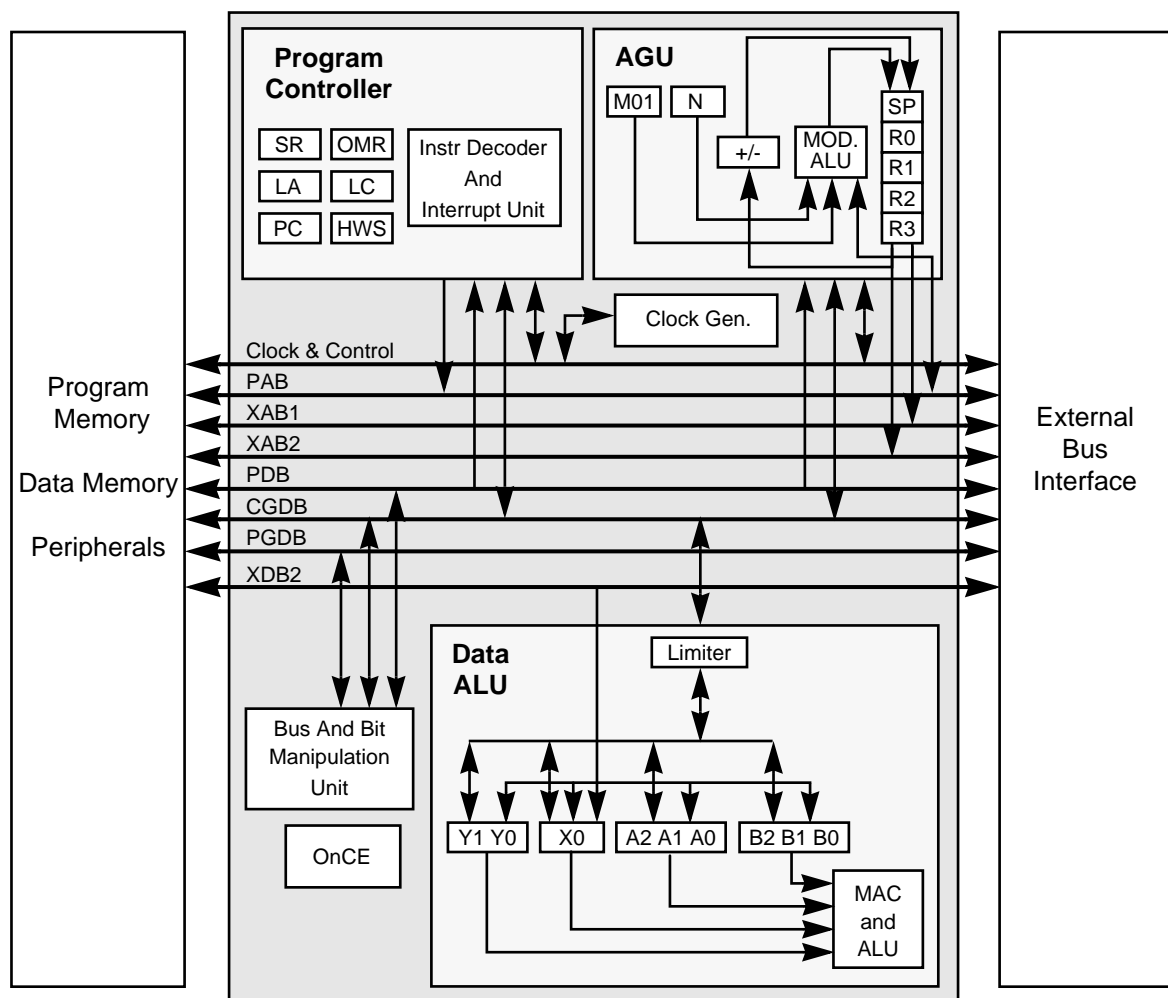 Program
Controller
SR
OMR
LA
LC
PC
HWS
Instr Decoder
And
Interrupt Unit
AGU
M01
N
+/-
MOD.
ALU
SP
R0
R1
R2
R3
Clock Gen.
Program
Memory
Data Memory
Peripherals
Clock & Control
PAB
XAB1
XAB2
PDB
CGDB
PGDB
XDB2
External
Bus
Interface
Bus And Bit
Manipulation
Unit
OnCE
Data
ALU
Limiter
Y1 Y0
X0
A2 A1 A0
B2 B1 B0
MAC
and
ALU